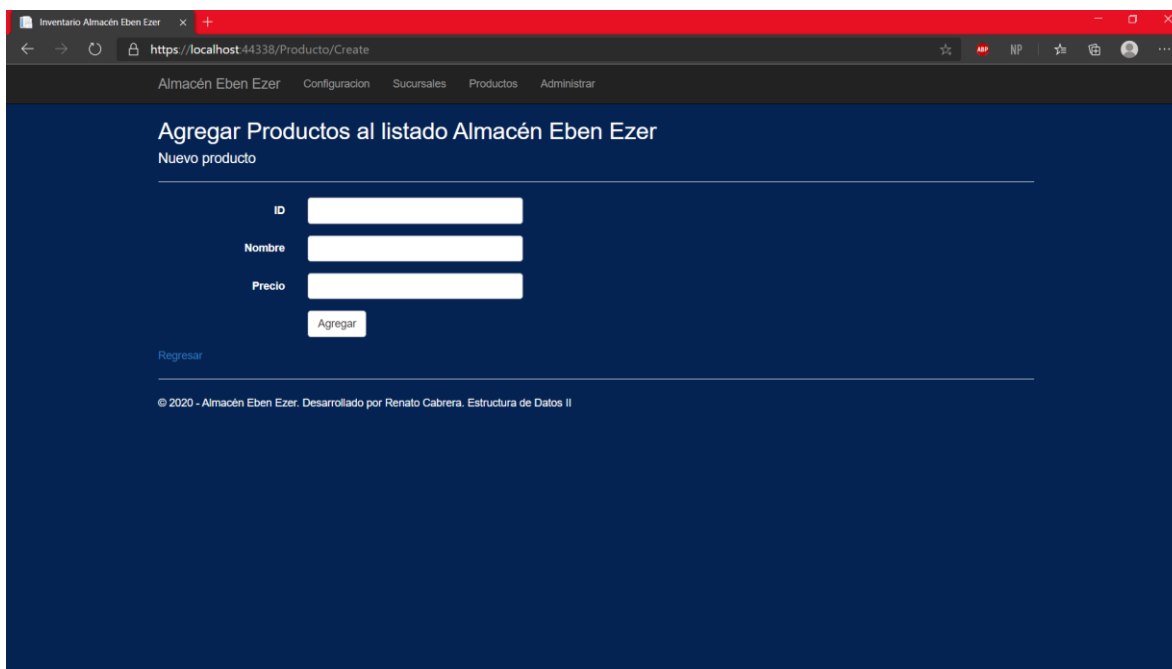 Inventario Almacén Eben Ezer
https://localhost:44338/Producto/Create
ABP
NP
Almacén Eben Ezer Configuracion Sucursales Productos Administrar
Agregar Productos al listado Almacén Eben Ezer
Nuevo producto
ID
Nombre
Precio
Agregar
Regresar
© 2020 - Almacén Eben Ezer. Desarrollado por Renato Cabrera. Estructura de Datos II